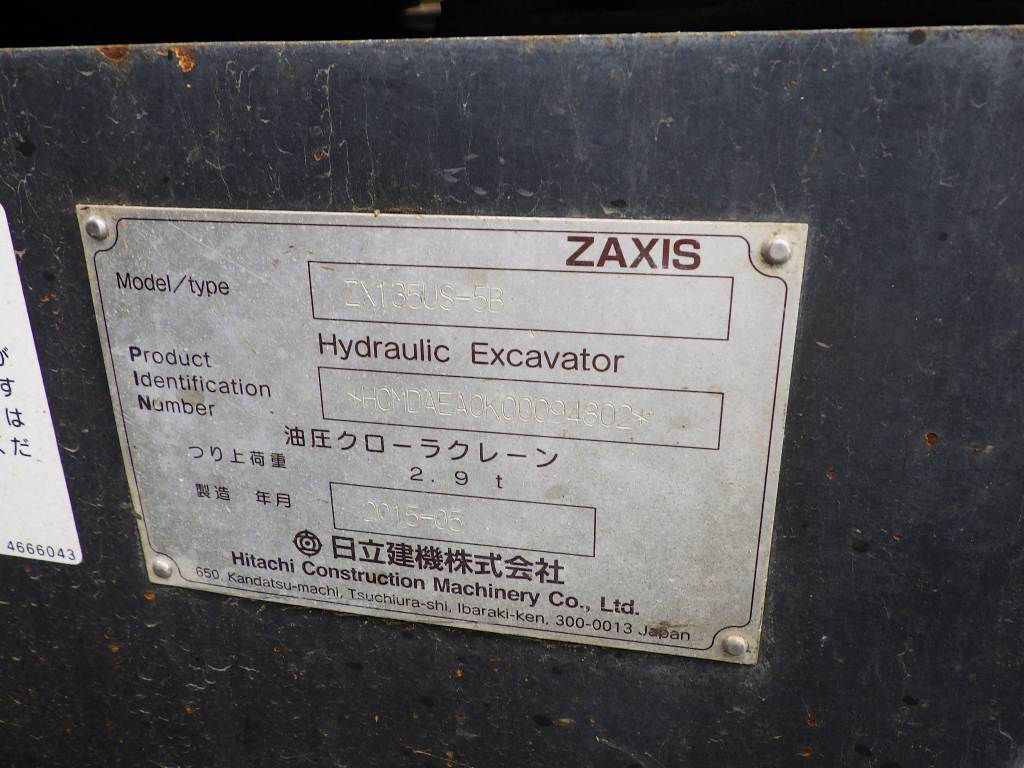 ZAXIS
Model/type ZX135US-5B
Hydraulic Excavator
Product
Identification
Number
*HCMDAEA0K00094802*
油圧クローラクレーン
つり上荷重 2.9 t
製造 年月 2015-05
日立建機株式会社
Hitachi Construction Machinery Co., Ltd.
650, Kandatsu-machi, Tsuchiura-shi, Ibaraki-ken, 300-0013 Japan
が
す
は
くだ
4666043